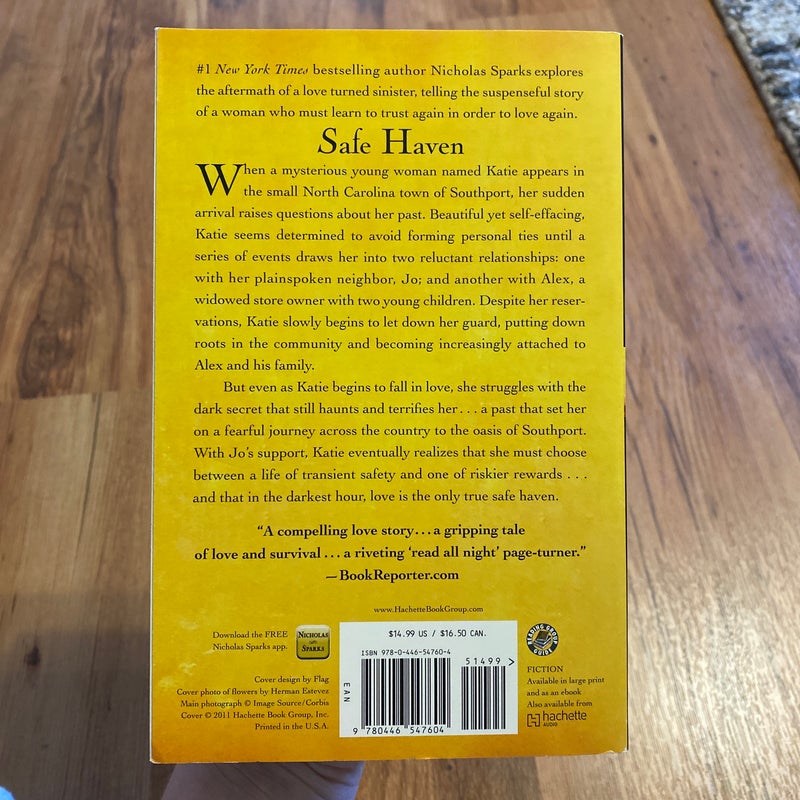 #1 New York Times bestselling author Nicholas Sparks explores
the aftermath of a love turned sinister, telling the suspenseful story
of a woman who must learn to trust again in order to love again.
Safe Haven
When a mysterious young woman named Katie appears in
the small North Carolina town of Southport, her sudden
arrival raises questions about her past. Beautiful yet self-effacing,
Katie seems determined to avoid forming personal ties until a
series of events draws her into two reluctant relationships: one
with her plainspoken neighbor, Jo; and another with Alex, a
widowed store owner with two young children. Despite her reser-
vations, Katie slowly begins to let down her guard, putting down
roots in the community and becoming increasingly attached to
Alex and his family.
But even as Katie begins to fall in love, she struggles with the
dark secret that still haunts and terrifies her . . . a past that set her
on a fearful journey across the country to the oasis of Southport.
With Jo's support, Katie eventually realizes that she must choose
between a life of transient safety and one of riskier rewards . . .
and that in the darkest hour, love is the only true safe haven.
"A compelling love story . . . a gripping tale
of love and survival . . . a riveting 'read all night' page-turner."
—BookReporter.com
www.HachetteBookGroup.com
Download the FREE
Nicholas Sparks app.
NICHOLAS
SPARKS
$14.99 US / $16.50 CAN.
ISBN 978-0-446-54760-4
51499 >
EAN
9 780446 547604
READING GROUP
GUIDE
Cover design by Flag
Cover photo of flowers by Herman Estevez
Main photograph © Image Source/Corbis
Cover © 2011 Hachette Book Group, Inc.
Printed in the U.S.A.
FICTION
Available in large print
and as an ebook
Also available from
hachette
AUDIO